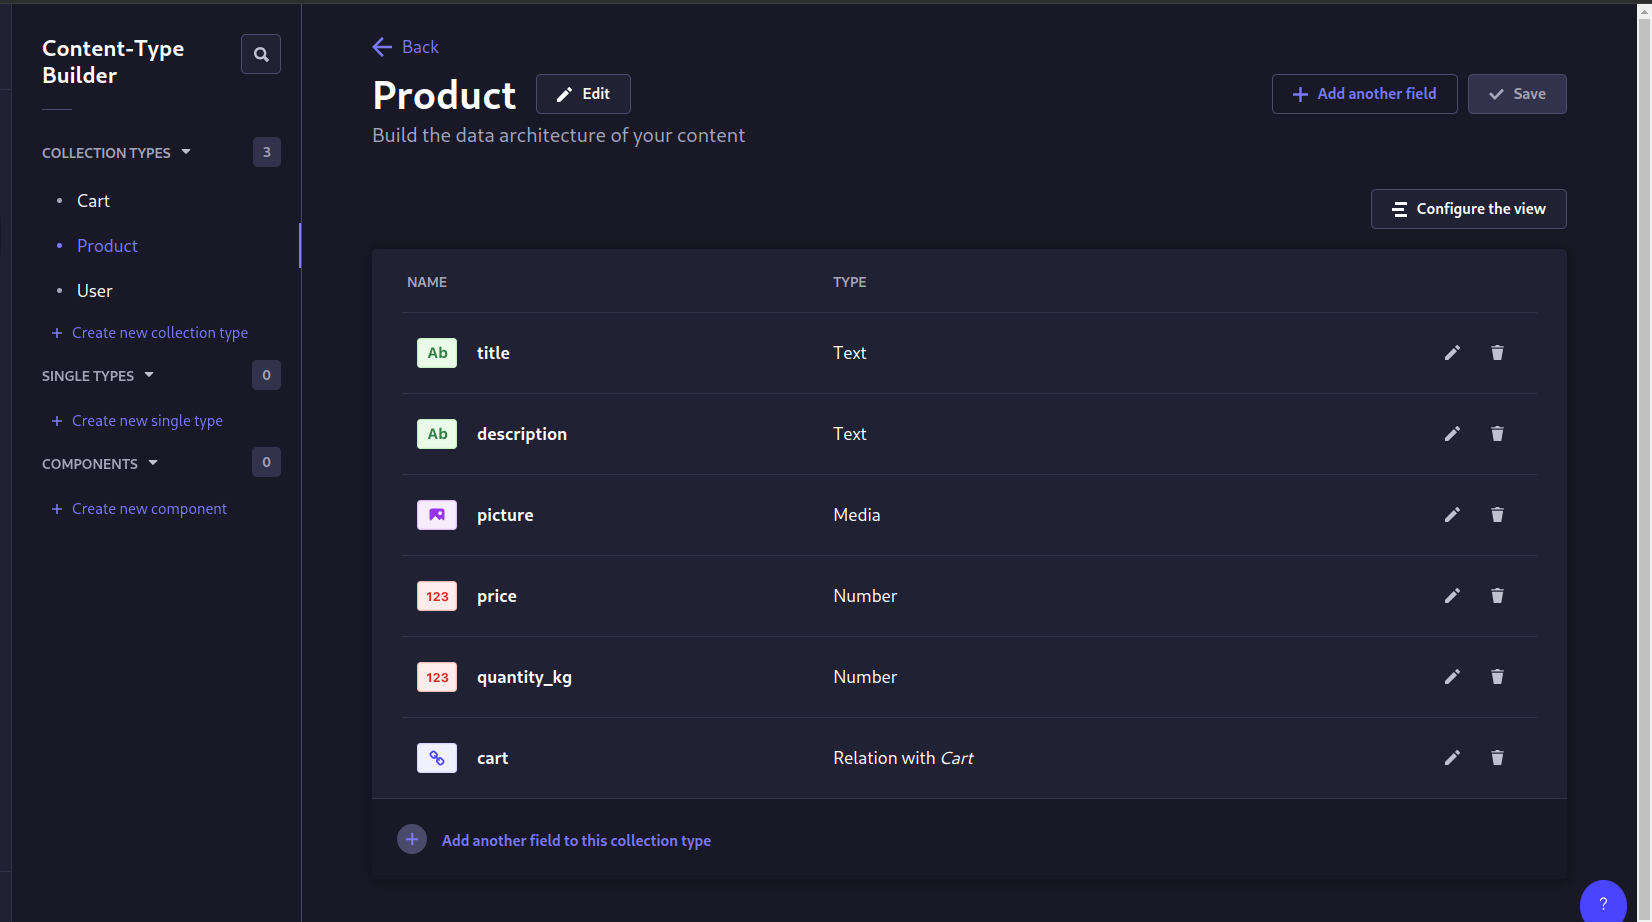 Content-Type
Builder
COLLECTION TYPES 3
Cart
Product
User
+ Create new collection type
SINGLE TYPES 0
+ Create new single type
COMPONENTS 0
+ Create new component
Back
Product
Edit
Add another field
Save
Build the data architecture of your content
Configure the view
NAME TYPE
Ab title Text
Ab description Text
picture Media
123 price Number
123 quantity_kg Number
cart Relation with Cart
Add another field to this collection type
?